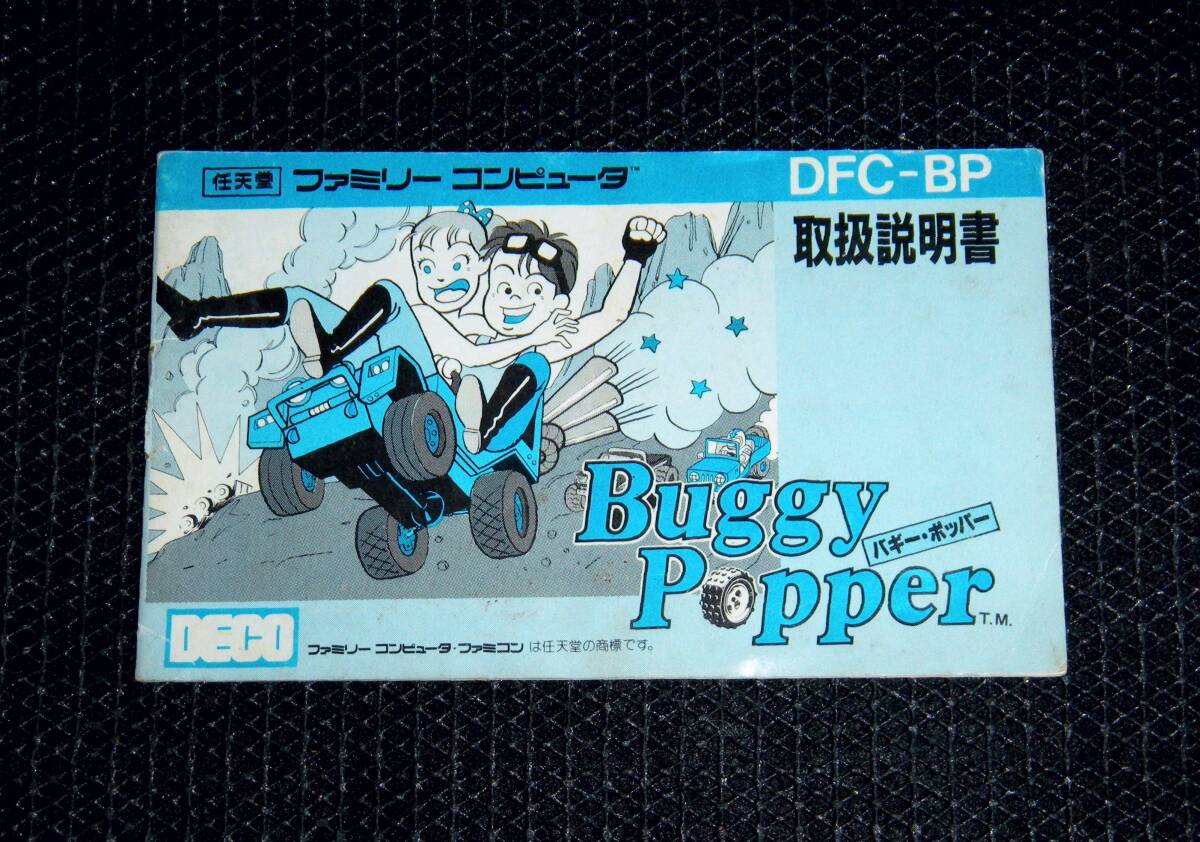 任天堂 ファミリー コンピュータ™
DFC-BP
取扱説明書
Buggy
Popper T.M.
バギー・ポッパー
DECO
ファミリー コンピュータ・ファミコン は任天堂の商標です。